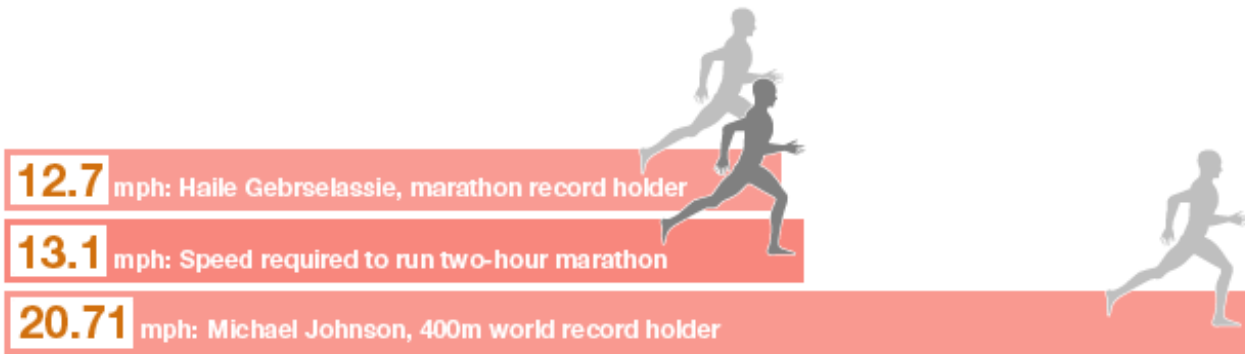 12.7 mph: Haile Gebrselassie, marathon record holder
13.1 mph: Speed required to run two-hour marathon
20.71 mph: Michael Johnson, 400m world record holder